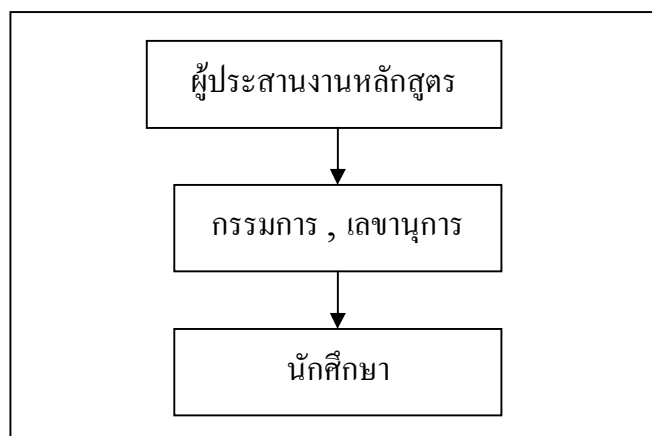 ผู้ประสานงานหลักสูตร
กรรมการ , เลขานุการ
นักศึกษา